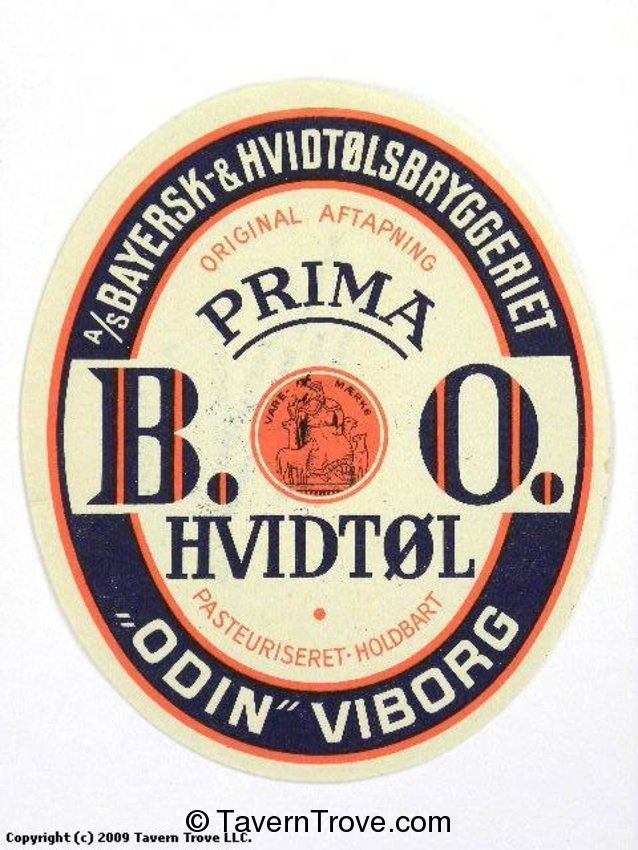 A/S BAYERSK- & HVIDTØLSBRYGGERIET
ORIGINAL AFTAPNING
PRIMA
VARE- MÆRKE
B. O.
HVIDTØL
PASTEURISERET · HOLDBART
„ODIN" VIBORG
© TavernTrove.com
Copyright (c) 2009 Tavern Trove LLC.